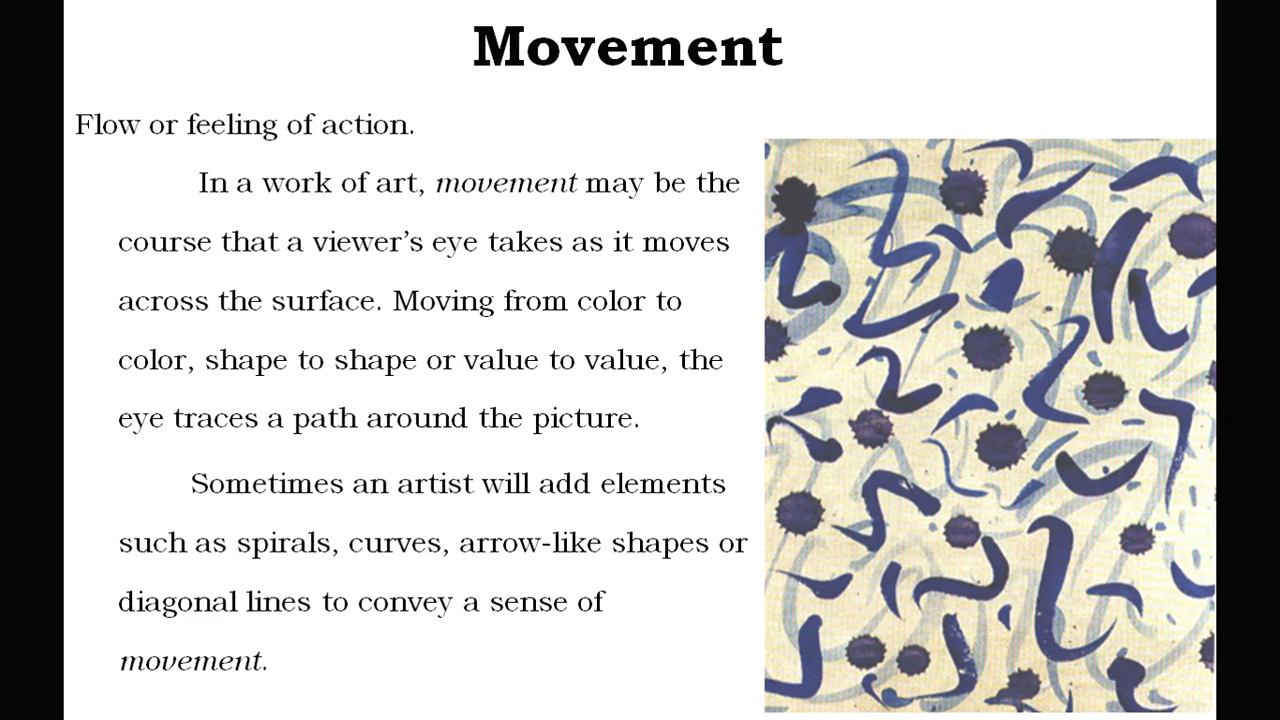 Movement
Flow or feeling of action.
In a work of art, movement may be the
course that a viewer’s eye takes as it moves
across the surface. Moving from color to
color, shape to shape or value to value, the
eye traces a path around the picture.
Sometimes an artist will add elements
such as spirals, curves, arrow-like shapes or
diagonal lines to convey a sense of
movement.